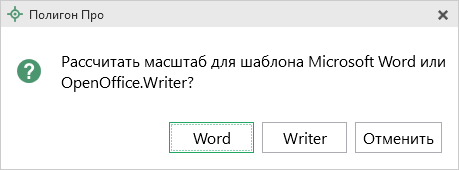 Полигон Про
Рассчитать масштаб для шаблона Microsoft Word или
OpenOffice.Writer?
Word
Writer
Отменить